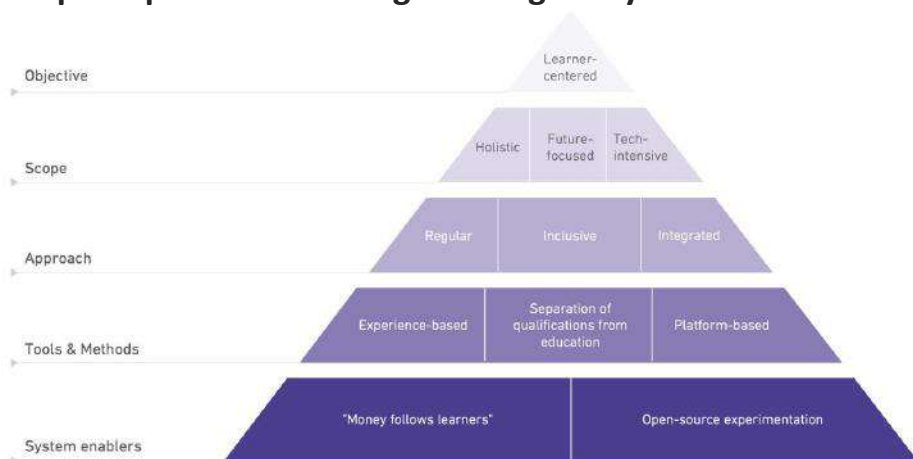 Learner-
centered
Objective
Holistic
Future-
focused
Tech-
intensive
Scope
Regular
Inclusive
Integrated
Approach
Experience-based
Separation of
qualifications from
education
Platform-based
Tools & Methods
"Money follows learners"
Open-source experimentation
System enablers